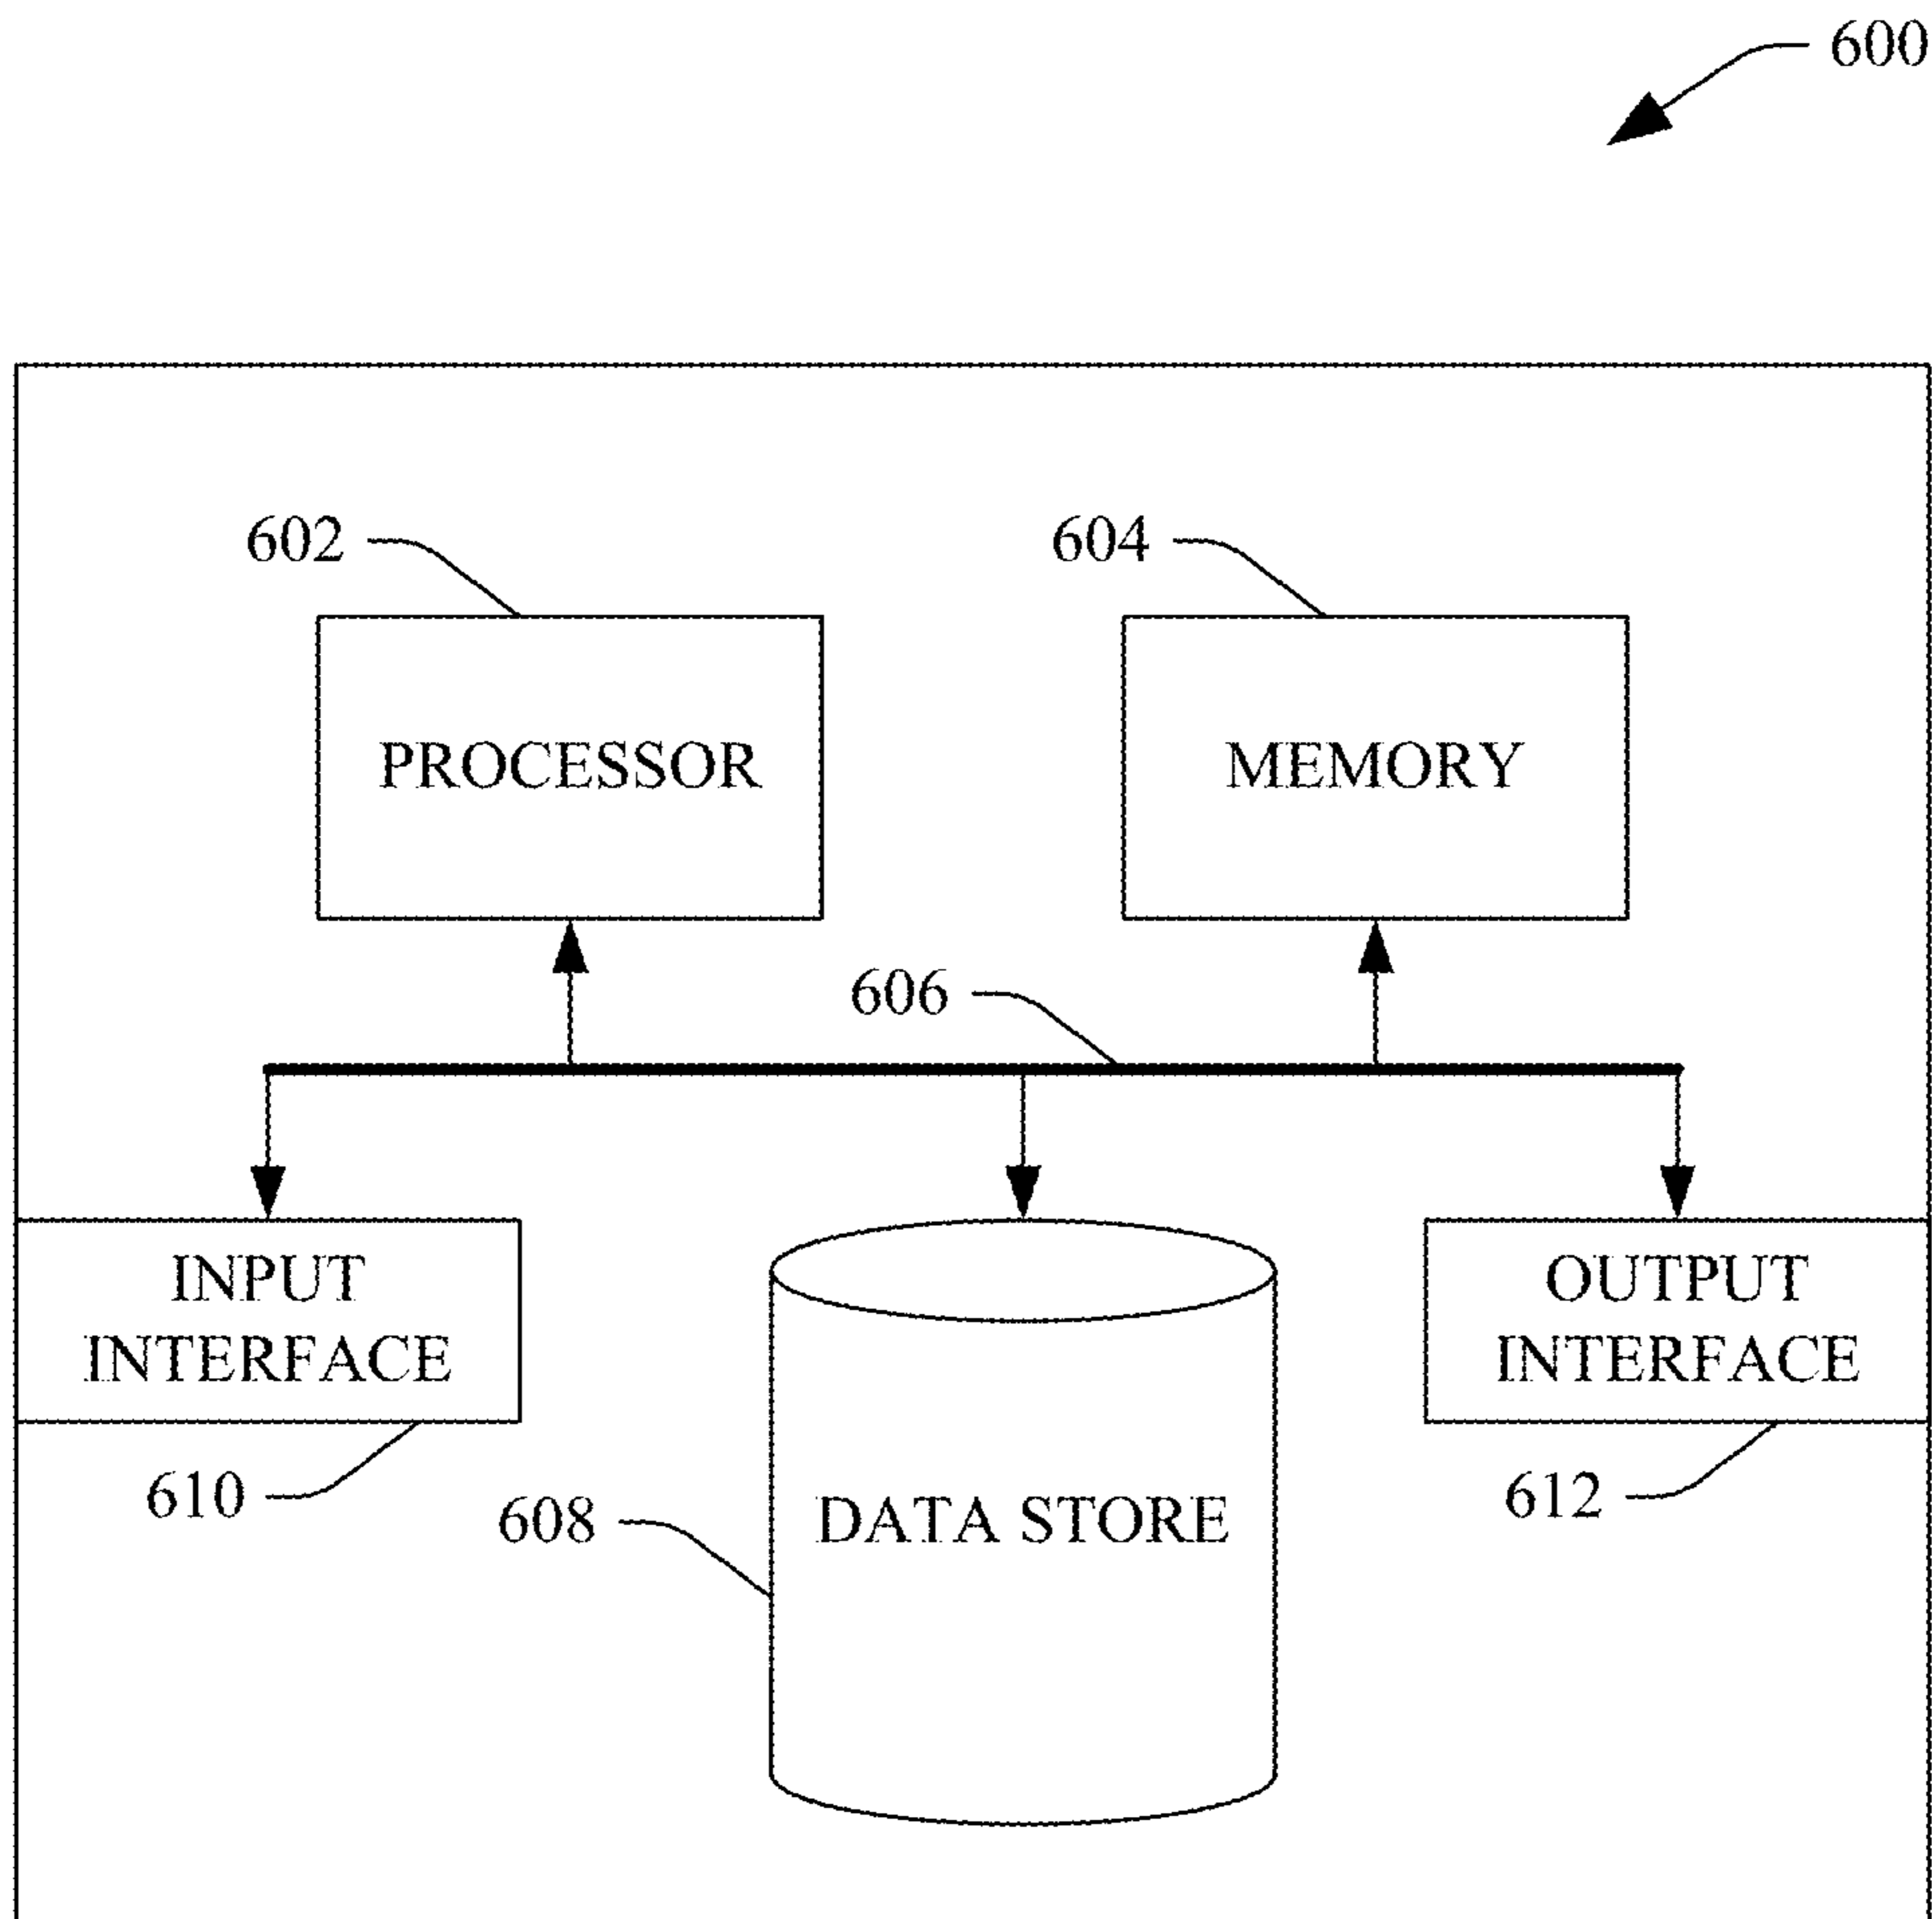 600
602
604
PROCESSOR
MEMORY
606
INPUT
INTERFACE
OUTPUT
INTERFACE
610
608
DATA STORE
612